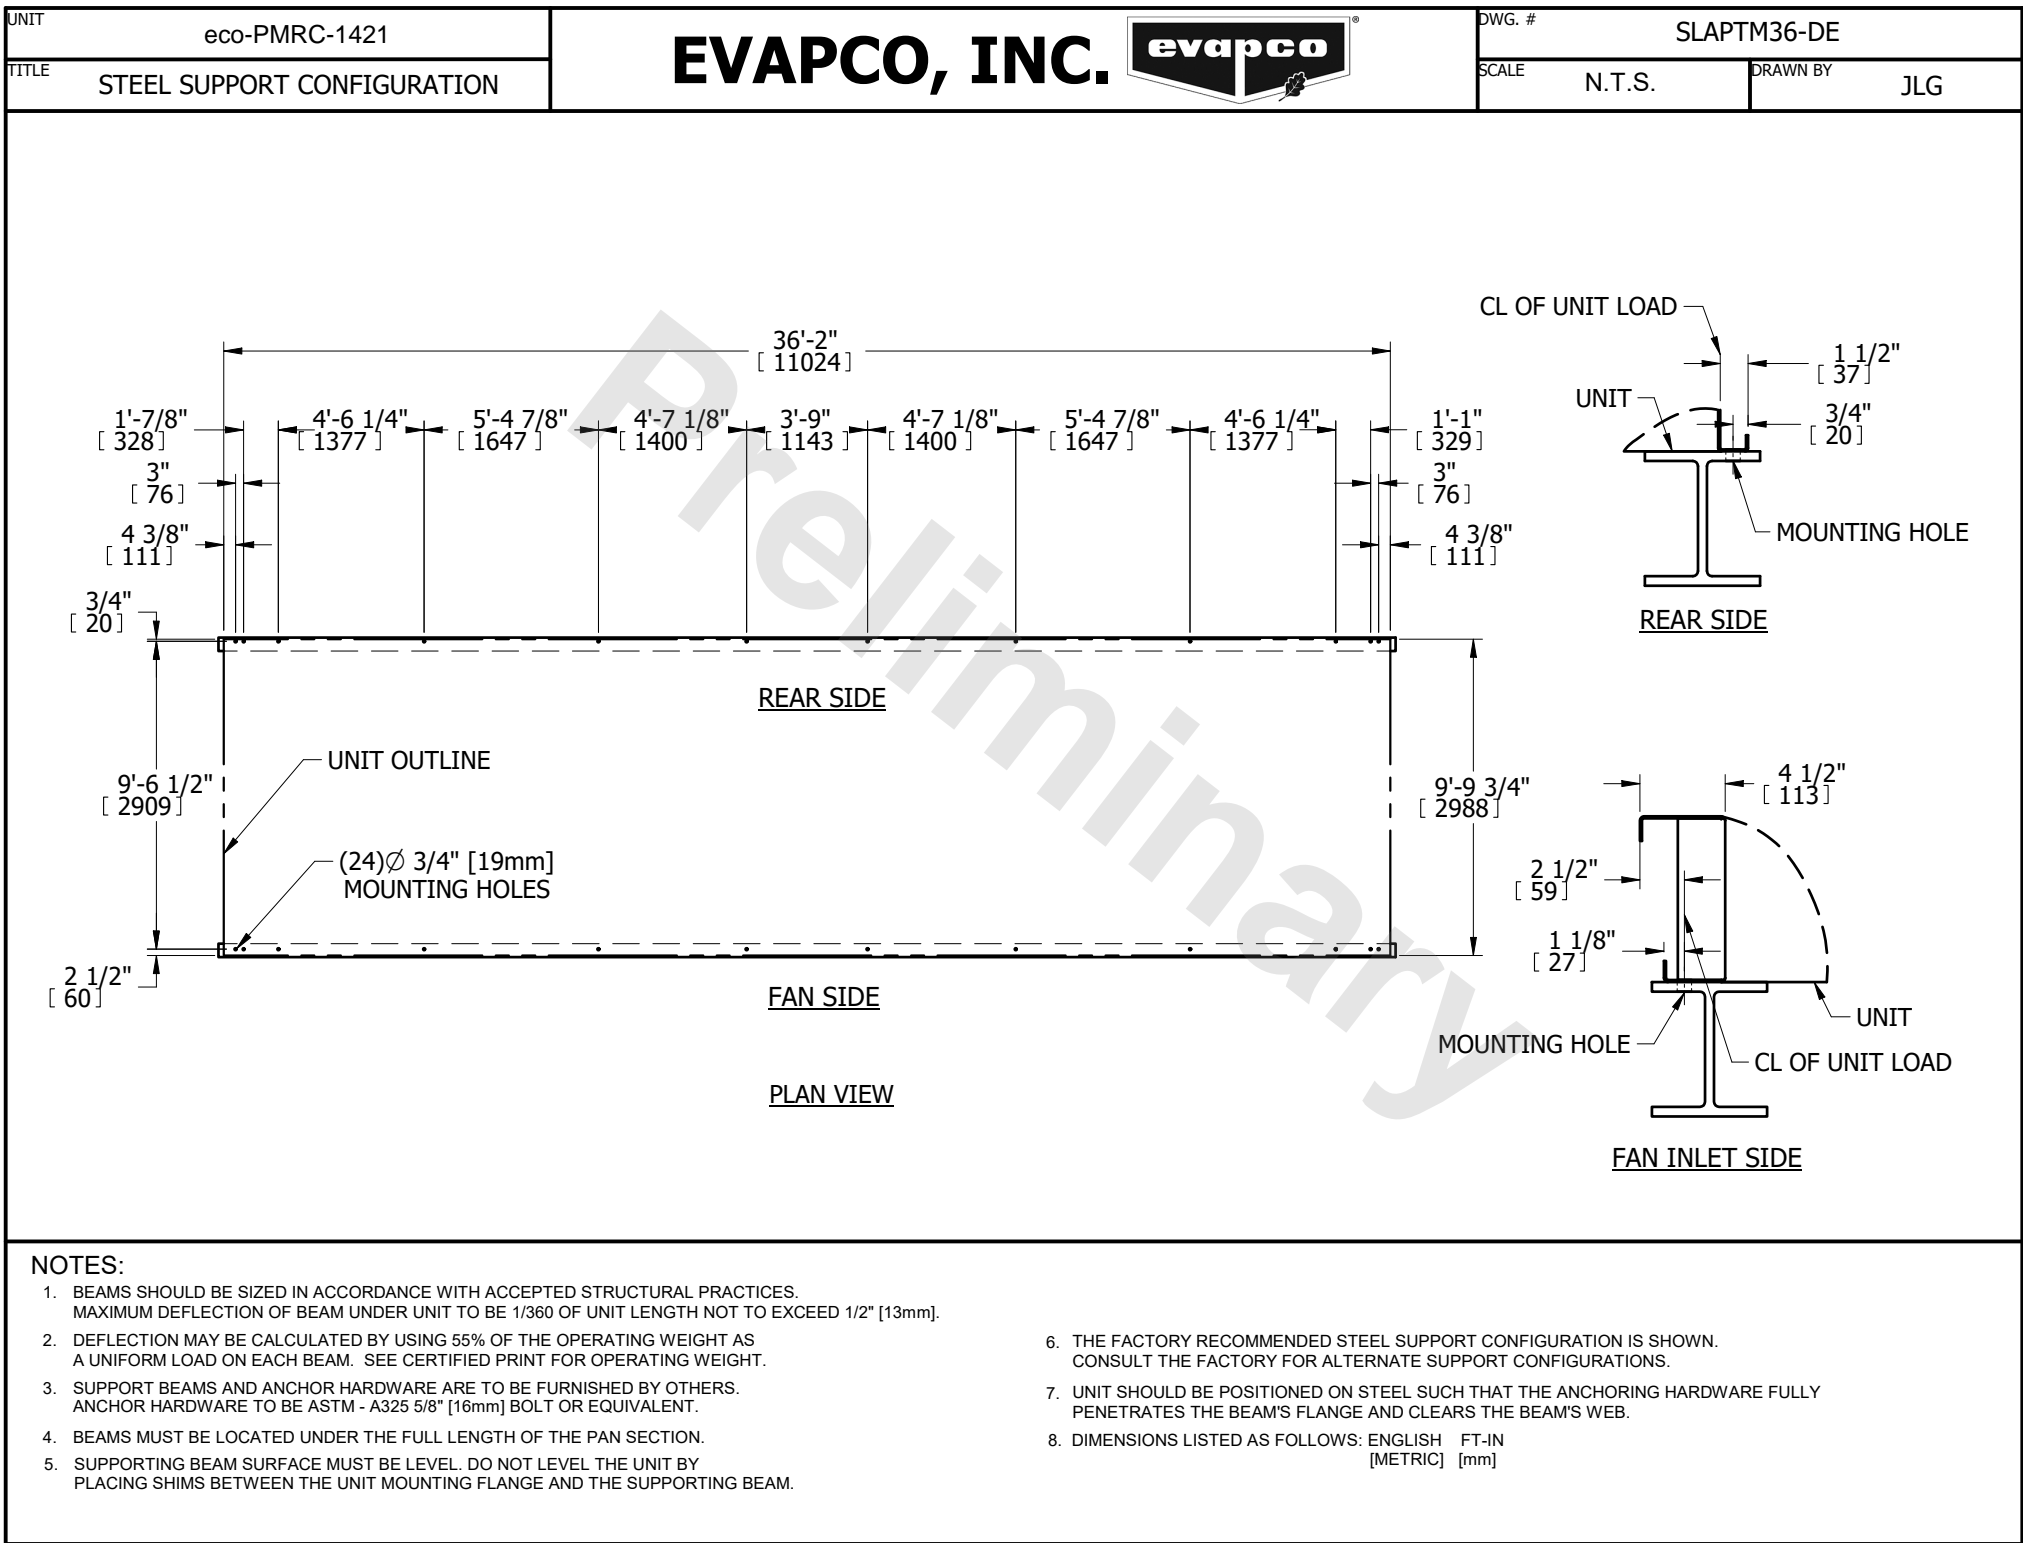 UNIT
eco-PMRC-1421
TITLE
STEEL SUPPORT CONFIGURATION
EVAPCO, INC.
evapco
®
DWG. #
SLAPTM36-DE
SCALE
N.T.S.
DRAWN BY
JLG
36'-2"
[ 11024 ]
1'-7/8"
[ 328 ]
4'-6 1/4"
[ 1377 ]
5'-4 7/8"
[ 1647 ]
4'-7 1/8"
[ 1400 ]
3'-9"
[ 1143 ]
4'-7 1/8"
[ 1400 ]
5'-4 7/8"
[ 1647 ]
4'-6 1/4"
[ 1377 ]
1'-1"
[ 329 ]
3"
[ 76 ]
3"
[ 76 ]
4 3/8"
[ 111 ]
4 3/8"
[ 111 ]
3/4"
[ 20 ]
REAR SIDE
UNIT OUTLINE
9'-6 1/2"
[ 2909 ]
9'-9 3/4"
[ 2988 ]
(24)∅ 3/4" [19mm]
MOUNTING HOLES
2 1/2"
[ 60 ]
FAN SIDE
PLAN VIEW
Preliminary
CL OF UNIT LOAD
1 1/2"
[ 37 ]
UNIT
3/4"
[ 20 ]
MOUNTING HOLE
REAR SIDE
4 1/2"
[ 113 ]
2 1/2"
[ 59 ]
1 1/8"
[ 27 ]
UNIT
MOUNTING HOLE
CL OF UNIT LOAD
FAN INLET SIDE
NOTES:
1. BEAMS SHOULD BE SIZED IN ACCORDANCE WITH ACCEPTED STRUCTURAL PRACTICES.
MAXIMUM DEFLECTION OF BEAM UNDER UNIT TO BE 1/360 OF UNIT LENGTH NOT TO EXCEED 1/2" [13mm].
2. DEFLECTION MAY BE CALCULATED BY USING 55% OF THE OPERATING WEIGHT AS
A UNIFORM LOAD ON EACH BEAM. SEE CERTIFIED PRINT FOR OPERATING WEIGHT.
3. SUPPORT BEAMS AND ANCHOR HARDWARE ARE TO BE FURNISHED BY OTHERS.
ANCHOR HARDWARE TO BE ASTM - A325 5/8" [16mm] BOLT OR EQUIVALENT.
4. BEAMS MUST BE LOCATED UNDER THE FULL LENGTH OF THE PAN SECTION.
5. SUPPORTING BEAM SURFACE MUST BE LEVEL. DO NOT LEVEL THE UNIT BY
PLACING SHIMS BETWEEN THE UNIT MOUNTING FLANGE AND THE SUPPORTING BEAM.
6. THE FACTORY RECOMMENDED STEEL SUPPORT CONFIGURATION IS SHOWN.
CONSULT THE FACTORY FOR ALTERNATE SUPPORT CONFIGURATIONS.
7. UNIT SHOULD BE POSITIONED ON STEEL SUCH THAT THE ANCHORING HARDWARE FULLY
PENETRATES THE BEAM'S FLANGE AND CLEARS THE BEAM'S WEB.
8. DIMENSIONS LISTED AS FOLLOWS: ENGLISH FT-IN
[METRIC] [mm]